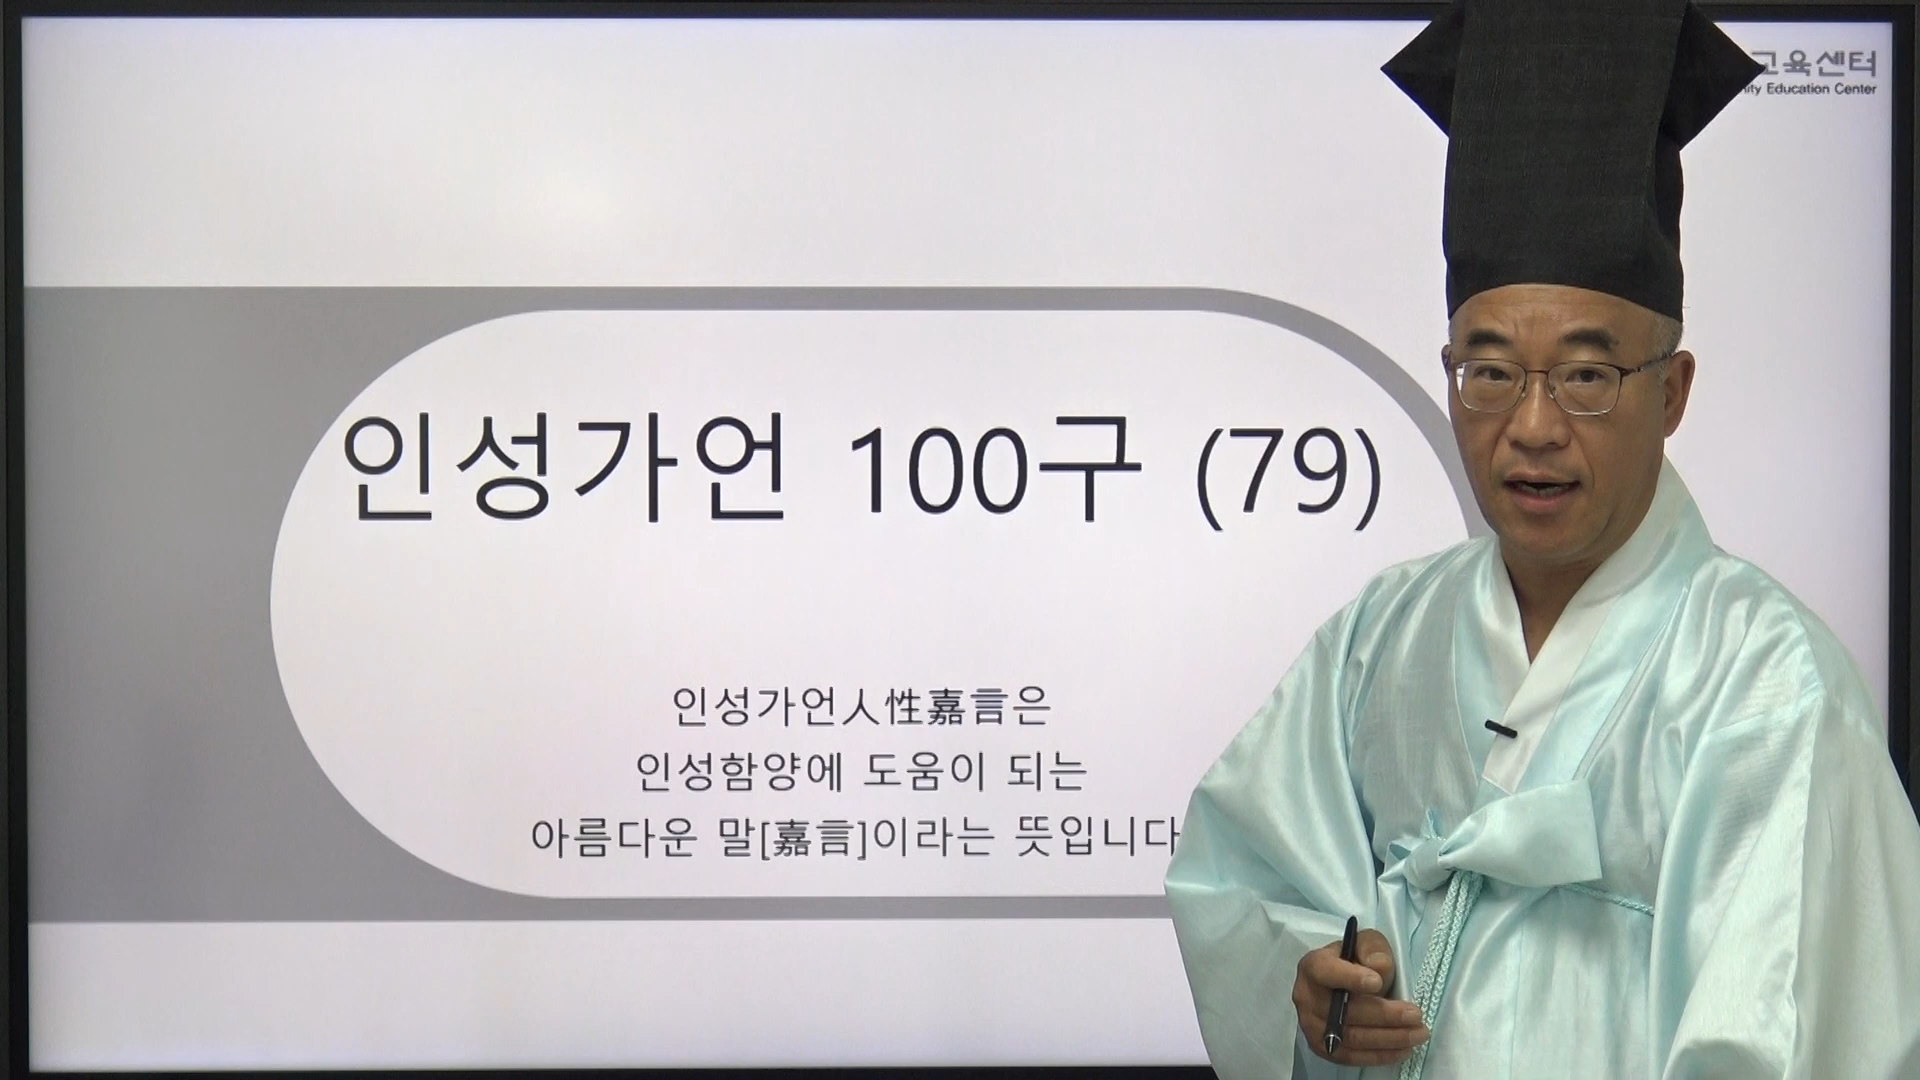 교육센터
Education Center
인성가언 100구 (79)
인성가언人性嘉言은
인성함양에 도움이 되는
아름다운 말[嘉言]이라는 뜻입니다